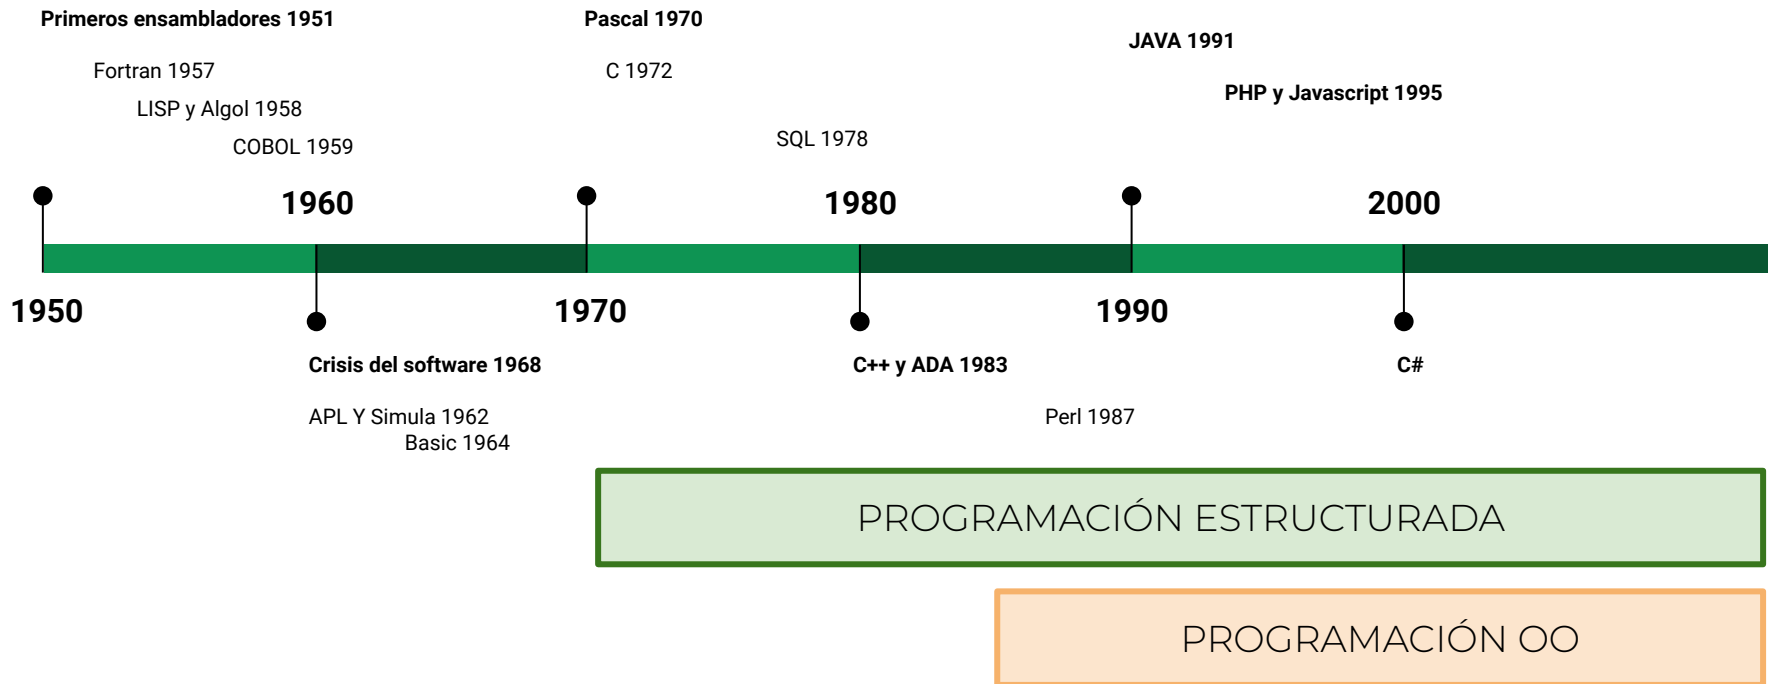 Primeros ensambladores 1951
Pascal 1970
JAVA 1991
Fortran 1957
C 1972
PHP y Javascript 1995
LISP y Algol 1958
SQL 1978
COBOL 1959
1960
1980
2000
1950
1970
1990
Crisis del software 1968
C++ y ADA 1983
C#
APL Y Simula 1962
Perl 1987
Basic 1964
PROGRAMACIÓN ESTRUCTURADA
PROGRAMACIÓN OO